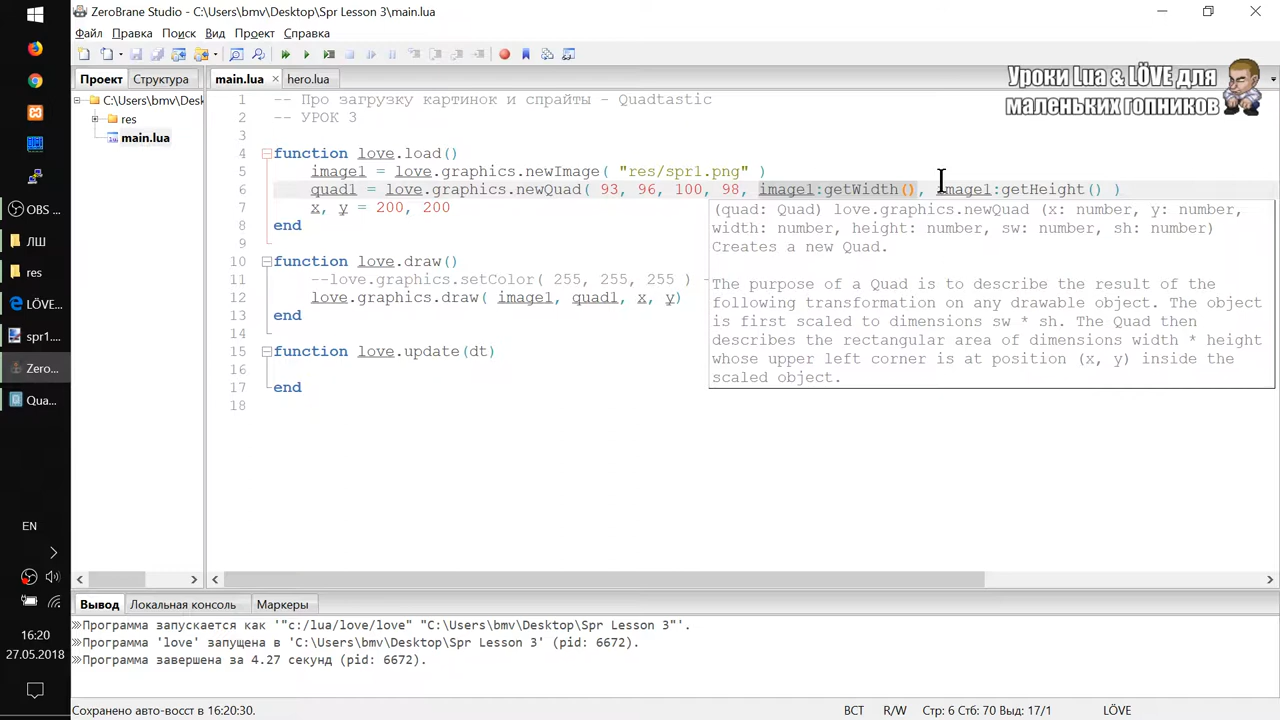 ZeroBrane Studio - C:\Users\bmv\Desktop\Spr Lesson 3\main.lua
Файл Правка Поиск Вид Проект Справка
Проект Структура
main.lua hero.lua
Уроки Lua & LÖVE для
маленьких гопников
C:\Users\bmv\Desk
res
main.lua
1 -- Про загрузку картинок и спрайты - Quadtastic
2 -- УРОК 3
3
4 function love.load()
5 image1 = love.graphics.newImage( "res/spr1.png" )
6 quad1 = love.graphics.newQuad( 93, 96, 100, 98, image1:getWidth(), image1:getHeight() )
7 x, y = 200, 200
8 end
9
10 function love.draw()
11 --love.graphics.setColor( 255, 255, 255 ) -
12 love.graphics.draw( image1, quad1, x, y)
13 end
14
15 function love.update(dt)
16
17 end
18
(quad: Quad) love.graphics.newQuad (x: number, y: number,
width: number, height: number, sw: number, sh: number)
Creates a new Quad.
The purpose of a Quad is to describe the result of the
following transformation on any drawable object. The object
is first scaled to dimensions sw * sh. The Quad then
describes the rectangular area of dimensions width * height
whose upper left corner is at position (x, y) inside the
scaled object.
OBS ...
ЛШ
res
LÖVE...
spr1....
Zero...
Qua...
EN
16:20
27.05.2018
Вывод Локальная консоль Маркеры
Программа запускается как '"c:/lua/love/love" "C:\Users\bmv\Desktop\Spr Lesson 3"'.
Программа 'love' запущена в 'C:\Users\bmv\Desktop\Spr Lesson 3' (pid: 6672).
Программа завершена за 4.27 секунд (pid: 6672).
Сохранено авто-восст в 16:20:30.
ВСТ R/W Стр: 6 Стб: 70 Выд: 17/1 LÖVE